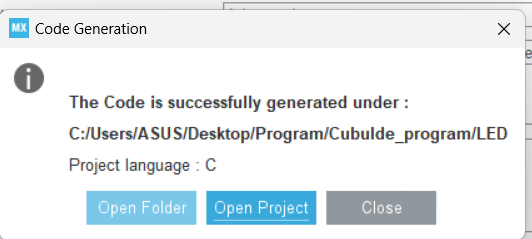 MX Code Generation
The Code is successfully generated under :
C:/Users/ASUS/Desktop/Program/CubuIde_program/LED
Project language : C
Open Folder Open Project Close